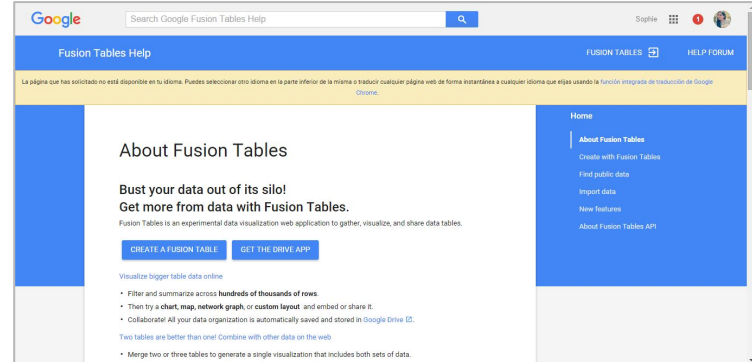 Google
Search Google Fusion Tables Help
Sophie
1
Fusion Tables Help
FUSION TABLES
HELP FORUM
La página que has solicitado no está disponible en tu idioma. Puedes seleccionar otro idioma en la parte inferior de la misma o traducir cualquier página web de forma instantánea a cualquier idioma que elijas usando la función integrada de traducción de Google
Chrome.
Home
About Fusion Tables
Create with Fusion Tables
Find public data
Import data
New features
About Fusion Tables API
About Fusion Tables
Bust your data out of its silo!
Get more from data with Fusion Tables.
Fusion Tables is an experimental data visualization web application to gather, visualize, and share data tables.
CREATE A FUSION TABLE
GET THE DRIVE APP
Visualize bigger table data online
• Filter and summarize across hundreds of thousands of rows.
• Then try a chart, map, network graph, or custom layout and embed or share it.
• Collaborate! All your data organization is automatically saved and stored in Google Drive.
Two tables are better than one! Combine with other data on the web
• Merge two or three tables to generate a single visualization that includes both sets of data.